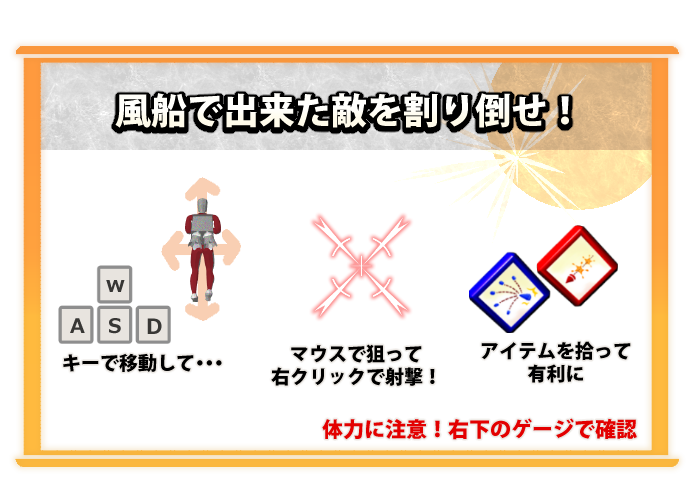 風船で出来た敵を割り倒せ！
W
A S D
キーで移動して･･･
マウスで狙って
右クリックで射撃！
アイテムを拾って
有利に
体力に注意！右下のゲージで確認